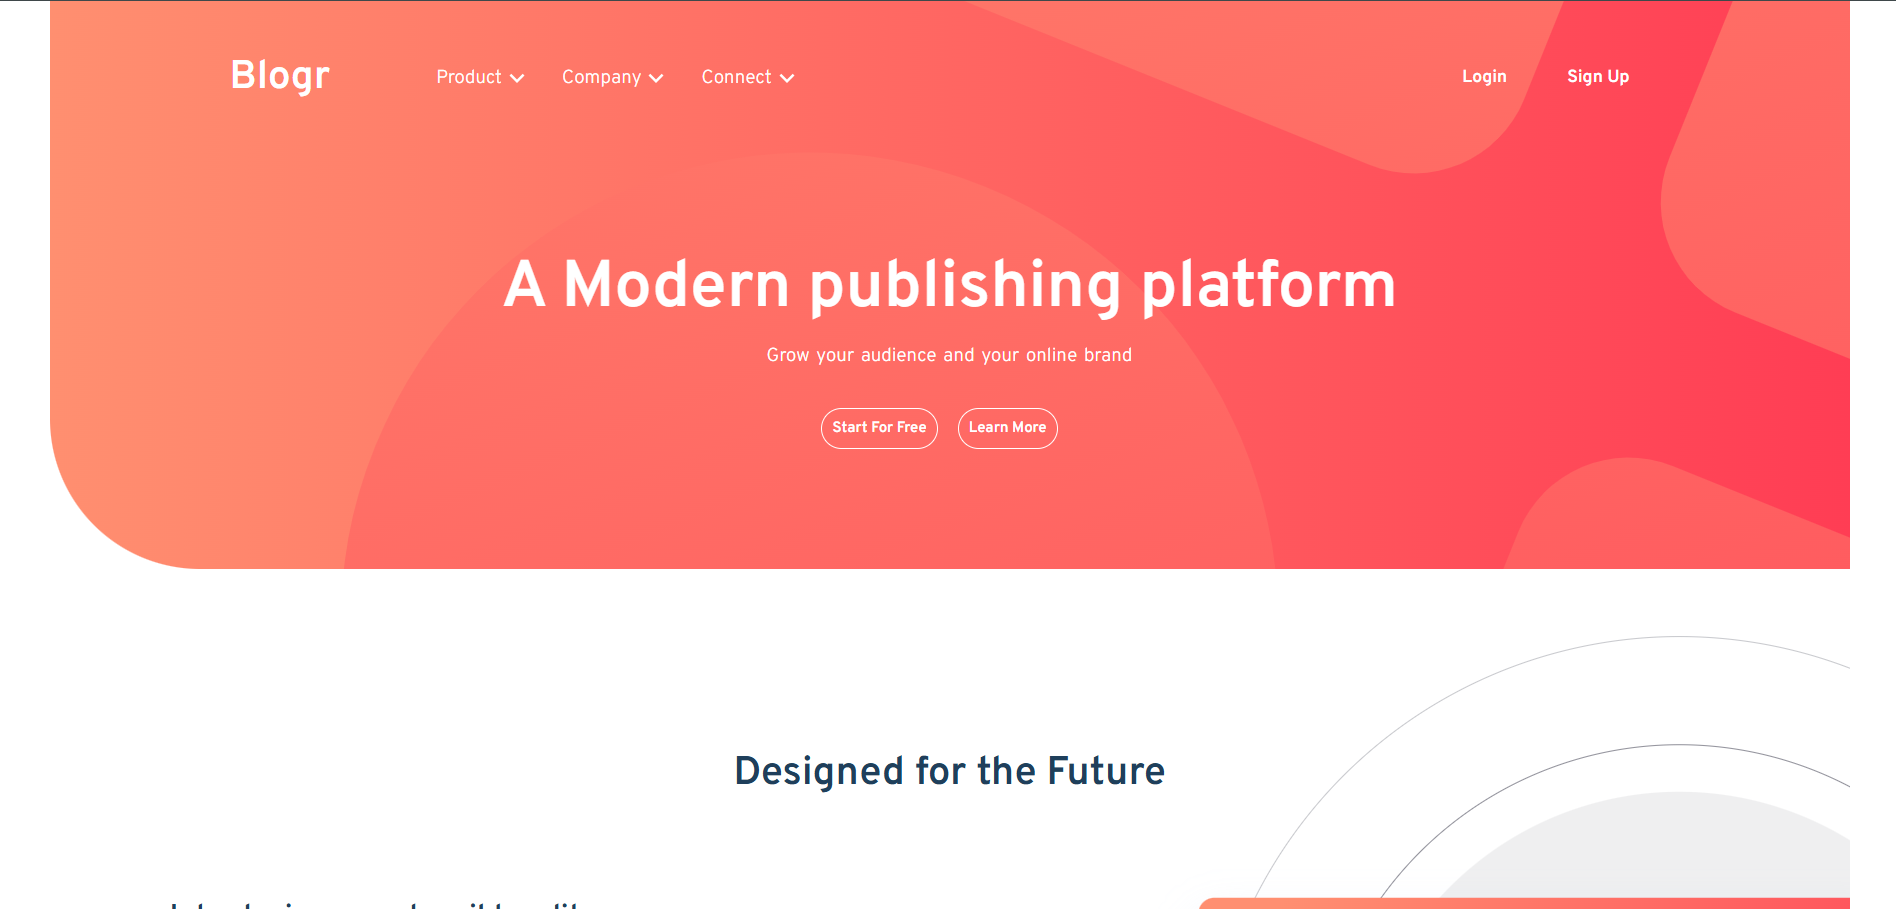 Blogr
Product
Company
Connect
Login
Sign Up
A Modern publishing platform
Grow your audience and your online brand
Start For Free
Learn More
Designed for the Future